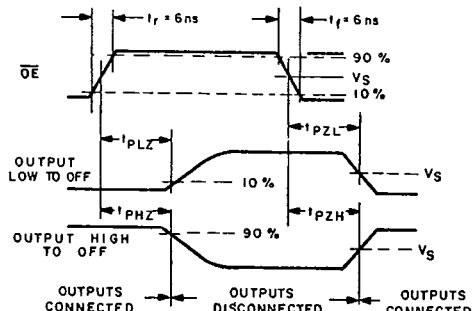 tr = 6ns
tf = 6ns
OE
90 %
VS
10 %
tPLZ
tPZL
OUTPUT
LOW TO OFF
10 %
VS
tPHZ
tPZH
OUTPUT HIGH
TO OFF
90 %
VS
OUTPUTS
CONNECTED
OUTPUTS
DISCONNECTED
OUTPUTS
CONNECTED